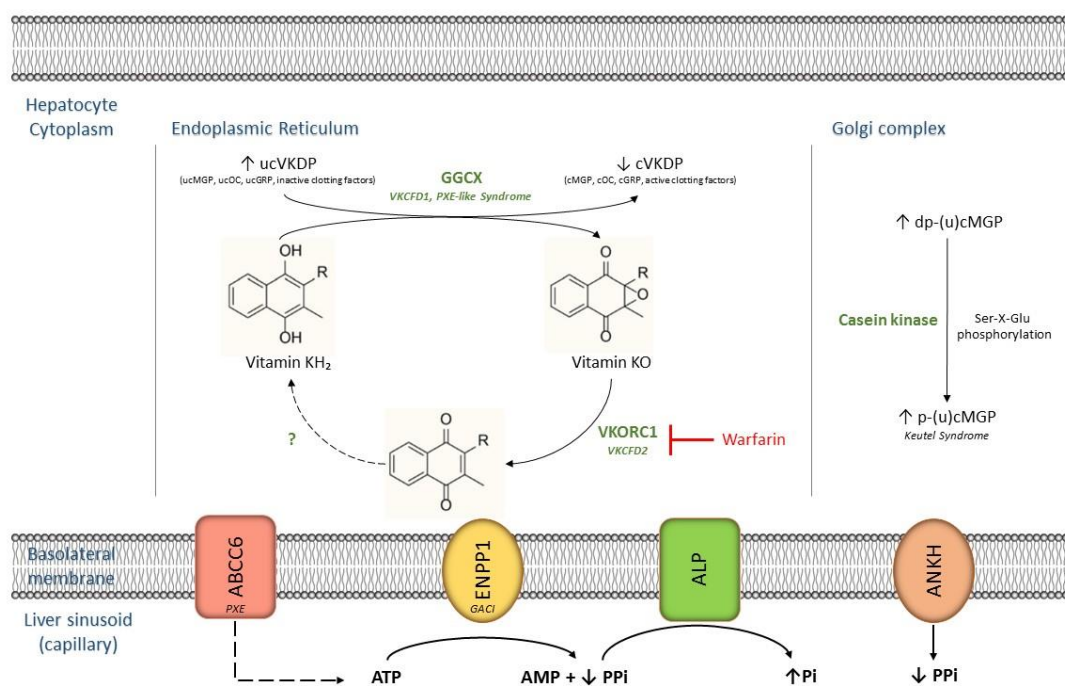 Hepatocyte
Cytoplasm
Endoplasmic Reticulum
Golgi complex
↑ ucVKDP
(ucMGP, ucOC, ucGRP, inactive clotting factors)
GGCX
VKCFD1, PXE-like Syndrome
↓ cVKDP
(cMGP, cOC, cGRP, active clotting factors)
OH
R
OH
Vitamin KH₂
O
R
O
O
Vitamin KO
↑ dp-(u)cMGP
Casein kinase
Ser-X-Glu
phosphorylation
↑ p-(u)cMGP
Keutel Syndrome
?
O
R
O
VKORC1
VKCFD2
Warfarin
Basolateral
membrane
Liver sinusoid
(capillary)
ABCC6
PXE
ENPP1
GACI
ALP
ANKH
ATP
AMP + ↓ PPi
↑Pi
↓ PPi